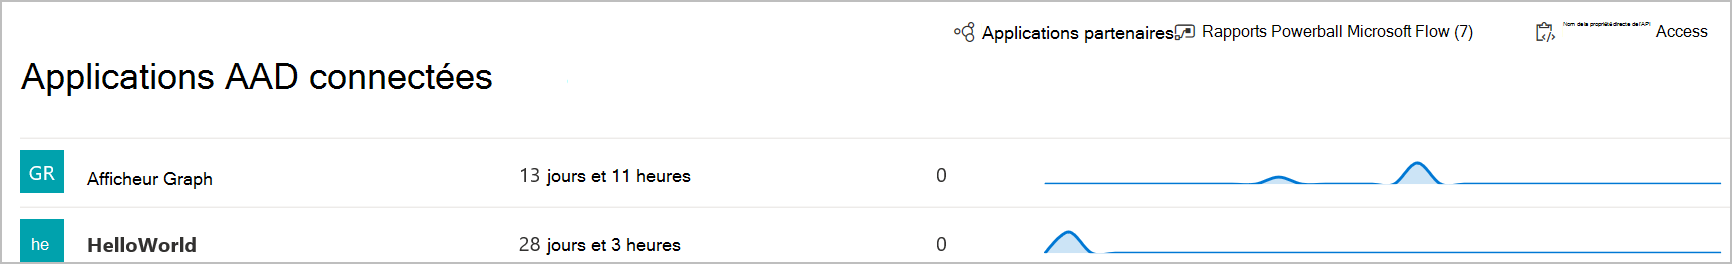 Applications partenaires Rapports Powerball Microsoft Flow (7) Nom de la propriété directe de l'API Access
Applications AAD connectées
GR Afficheur Graph 13 jours et 11 heures 0
he HelloWorld 28 jours et 3 heures 0